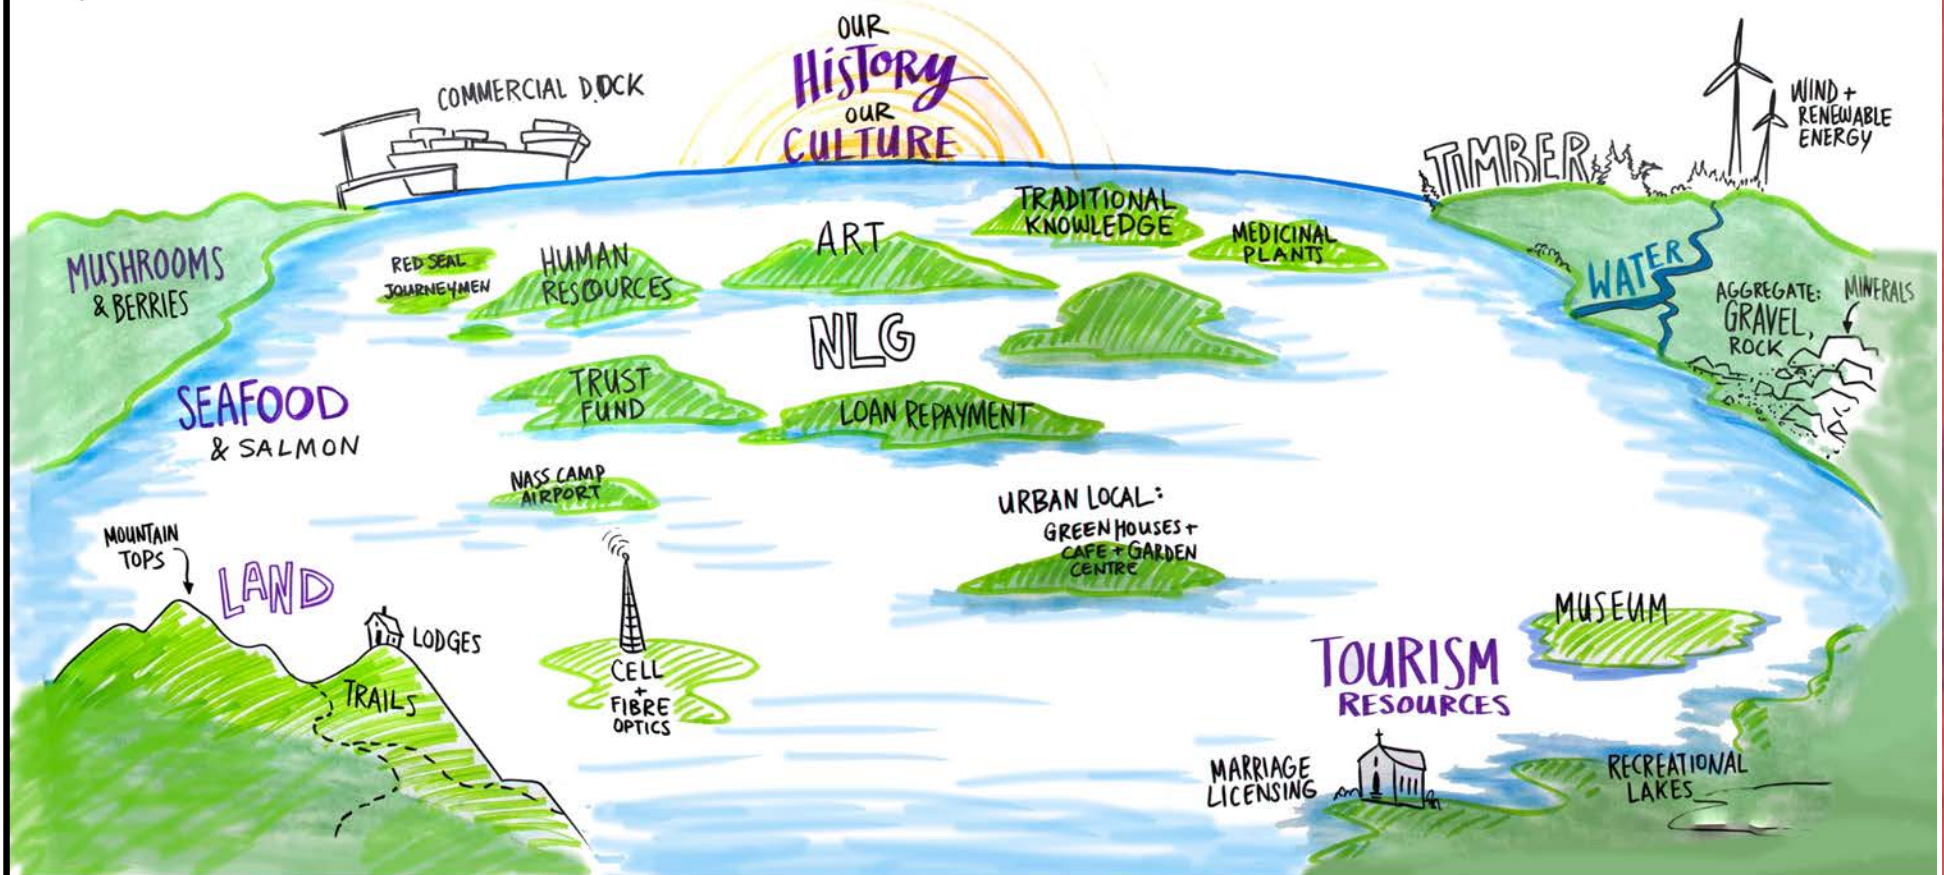 OUR
HISTORY
OUR
CULTURE
COMMERCIAL DOCK
WIND +
RENEWABLE
ENERGY
TIMBER
MUSHROOMS
& BERRIES
RED SEAL
JOURNEYMEN
HUMAN
RESOURCES
ART
TRADITIONAL
KNOWLEDGE
MEDICINAL
PLANTS
WATER
AGGREGATE:
GRAVEL,
ROCK
MINERALS
NLG
SEAFOOD
& SALMON
TRUST
FUND
LOAN REPAYMENT
NASS CAMP
AIRPORT
URBAN LOCAL:
GREENHOUSES +
CAFE + GARDEN
CENTRE
MOUNTAIN
TOPS
LAND
LODGES
TRAILS
CELL
+
FIBRE
OPTICS
MUSEUM
TOURISM
RESOURCES
MARRIAGE
LICENSING
RECREATIONAL
LAKES